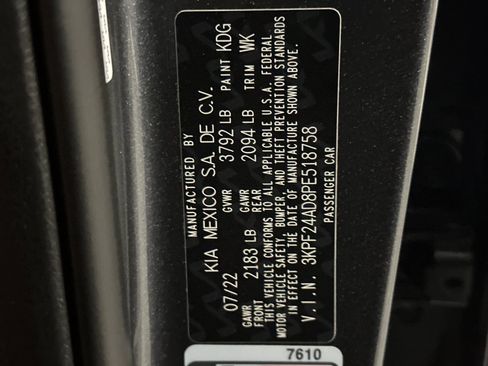 MANUFACTURED BY
KIA MEXICO S.A. DE C.V.
07/22 GVWR 3792 LB PAINT KDG
GAWR FRONT 2183 LB GAWR REAR 2094 LB TRIM WK
THIS VEHICLE CONFORMS TO ALL APPLICABLE U.S.A. FEDERAL
MOTOR VEHICLE SAFETY, BUMPER, AND THEFT PREVENTION STANDARDS
IN EFFECT ON THE DATE OF MANUFACTURE SHOWN ABOVE.
V.I.N. 3KPF24AD8PE518758
PASSENGER CAR
7610